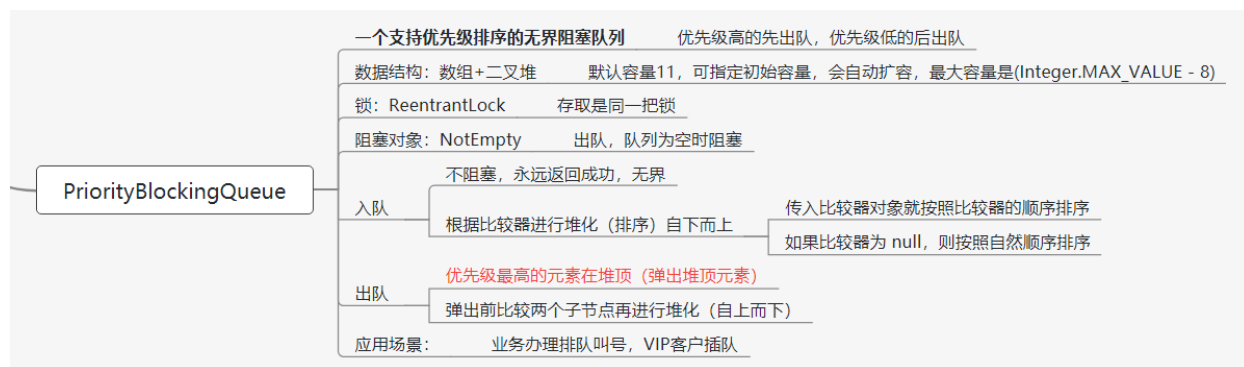 一个支持优先级排序的无界阻塞队列 优先级高的先出队，优先级低的后出队
数据结构：数组+二叉堆 默认容量11，可指定初始容量，会自动扩容，最大容量是(Integer.MAX_VALUE - 8)
锁：ReentrantLock 存取是同一把锁
阻塞对象：NotEmpty 出队，队列为空时阻塞
PriorityBlockingQueue
入队
不阻塞，永远返回成功，无界
根据比较器进行堆化（排序）自下而上
传入比较器对象就按照比较器的顺序排序
如果比较器为 null，则按照自然顺序排序
出队
优先级最高的元素在堆顶（弹出堆顶元素）
弹出前比较两个子节点再进行堆化（自上而下）
应用场景： 业务办理排队叫号，VIP客户插队